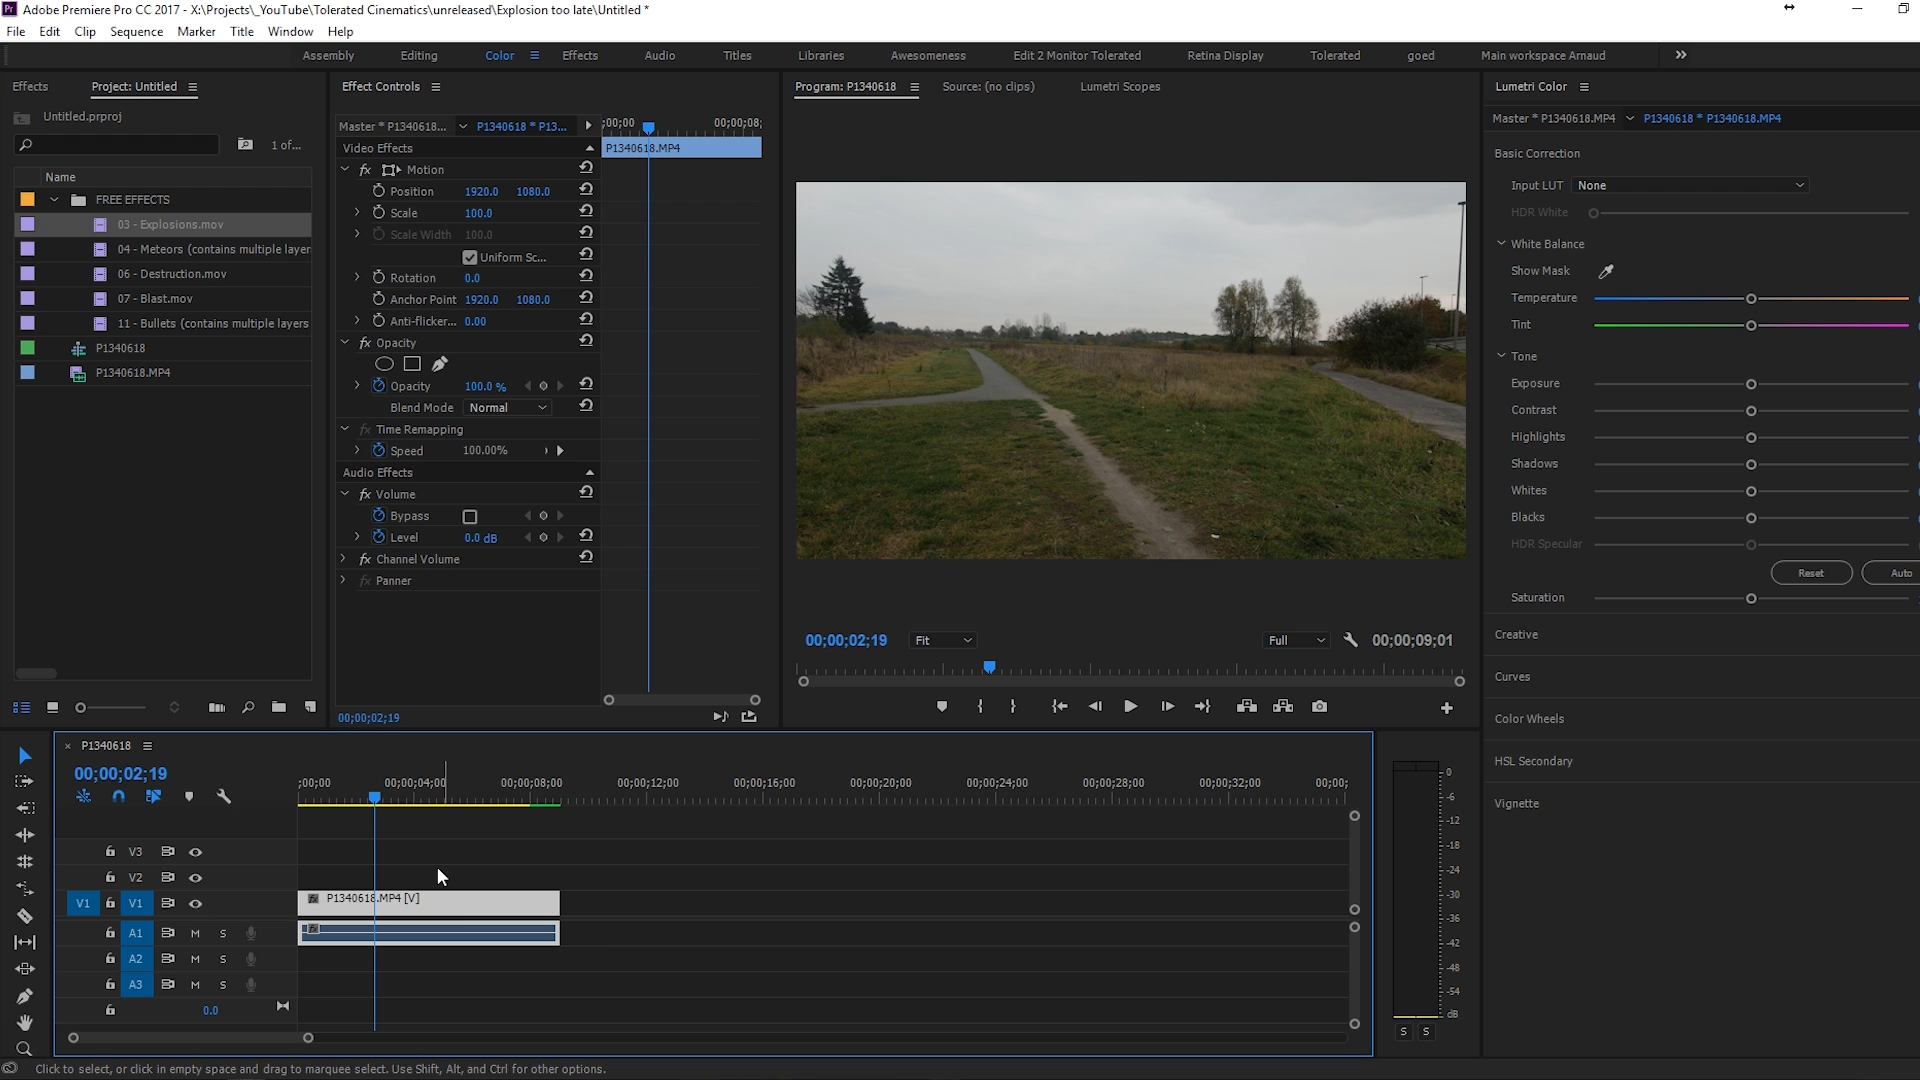 Pr Adobe Premiere Pro CC 2017 - X:\Projects\_YouTube\Tolerated Cinematics\unreleased\Explosion too late\Untitled *
File Edit Clip Sequence Marker Title Window Help
Assembly Editing Color Effects Audio Titles Libraries Awesomeness Edit 2 Monitor Tolerated Retina Display Tolerated goed Main workspace Arnaud
Effects Project: Untitled
Untitled.prproj
1 of...
Name
FREE EFFECTS
03 - Explosions.mov
04 - Meteors (contains multiple layer
06 - Destruction.mov
07 - Blast.mov
11 - Bullets (contains multiple layers
P1340618
P1340618.MP4
Effect Controls
Master * P1340618... P1340618 * P13...
;00;00 00;00;08;
Video Effects P1340618.MP4
fx Motion
Position 1920.0 1080.0
Scale 100.0
Scale Width 100.0
Uniform Sc...
Rotation 0.0
Anchor Point 1920.0 1080.0
Anti-flicker... 0.00
fx Opacity
Opacity 100.0 %
Blend Mode Normal
fx Time Remapping
Speed 100.00%
Audio Effects
fx Volume
Bypass
Level 0.0 dB
fx Channel Volume
fx Panner
00;00;02;19
Program: P1340618 Source: (no clips) Lumetri Scopes
00;00;02;19 Fit Full 00;00;09;01
Lumetri Color
Master * P1340618.MP4 P1340618 * P1340618.MP4
Basic Correction
Input LUT None
HDR White
White Balance
Show Mask
Temperature
Tint
Tone
Exposure
Contrast
Highlights
Shadows
Whites
Blacks
HDR Specular
Reset Auto
Saturation
Creative
Curves
Color Wheels
HSL Secondary
Vignette
× P1340618
00;00;02;19
;00;00 00;00;04;00 00;00;08;00 00;00;12;00 00;00;16;00 00;00;20;00 00;00;24;00 00;00;28;00 00;00;32;00 00;00;
V3
V2
V1 V1 P1340618.MP4 [V]
A1 M S
A2 M S
A3 M S
0.0
0
-6
-12
-18
-24
-30
-36
-42
-48
-54
dB
S S
Click to select, or click in empty space and drag to marquee select. Use Shift, Alt, and Ctrl for other options.